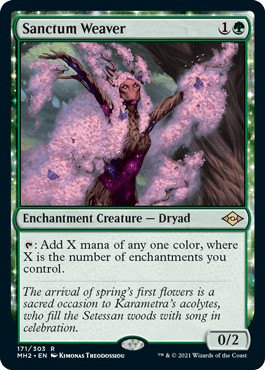 Sanctum Weaver 1
Enchantment Creature — Dryad
: Add X mana of any one color, where
X is the number of enchantments you
control.
The arrival of spring's first flowers is a
sacred occasion to Karametra's acolytes,
who fill the Setessan woods with song in
celebration.
0/2
171/303 R
MH2 • EN KIMONAS THEODOSSIOU ™ & © 2021 Wizards of the Coast